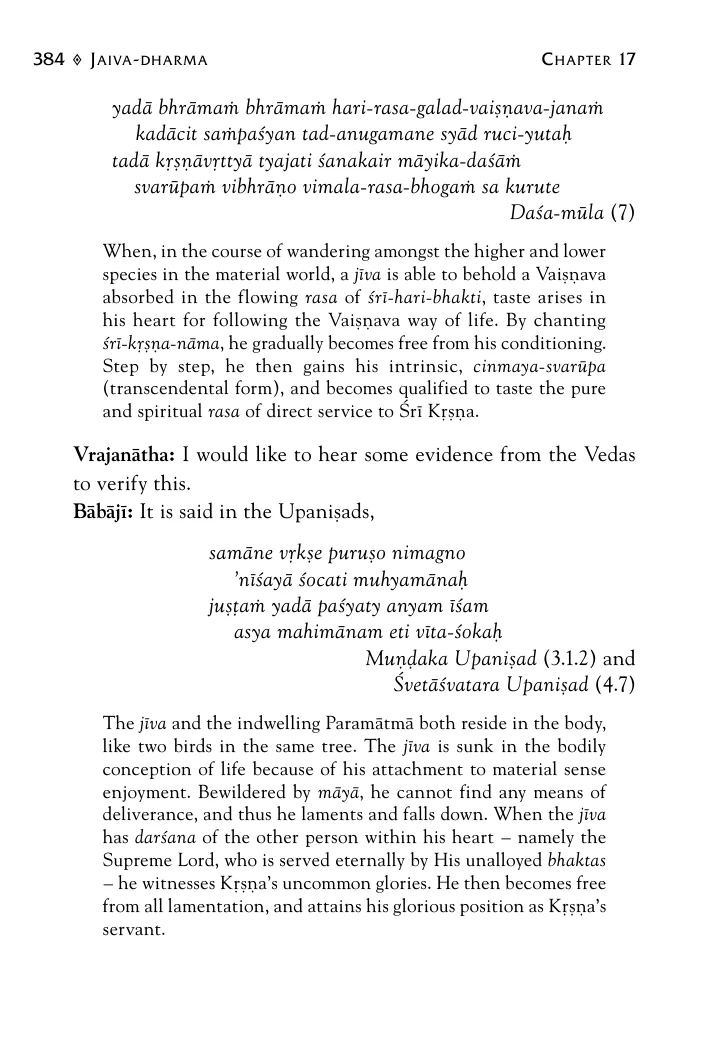 384 ◈ JAIVA-DHARMA CHAPTER 17
yadā bhrāmaṁ bhrāmaṁ hari-rasa-galad-vaiṣṇava-janaṁ
kadācit saṁpaśyan tad-anugamane syād ruci-yutaḥ
tadā kṛṣṇāvṛttyā tyajati śanakair māyika-daśāṁ
svarūpaṁ vibhrāṇo vimala-rasa-bhogaṁ sa kurute
Daśa-mūla (7)
When, in the course of wandering amongst the higher and lower
species in the material world, a jīva is able to behold a Vaiṣṇava
absorbed in the flowing rasa of śrī-hari-bhakti, taste arises in
his heart for following the Vaiṣṇava way of life. By chanting
śrī-kṛṣṇa-nāma, he gradually becomes free from his conditioning.
Step by step, he then gains his intrinsic, cinmaya-svarūpa
(transcendental form), and becomes qualified to taste the pure
and spiritual rasa of direct service to Śrī Kṛṣṇa.
Vrajanātha: I would like to hear some evidence from the Vedas
to verify this.
Bābājī: It is said in the Upaniṣads,
samāne vṛkṣe puruṣo nimagno
'nīśayā śocati muhyamānaḥ
juṣṭaṁ yadā paśyaty anyam īśam
asya mahimānam eti vīta-śokaḥ
Muṇḍaka Upaniṣad (3.1.2) and
Śvetāśvatara Upaniṣad (4.7)
The jīva and the indwelling Paramātmā both reside in the body,
like two birds in the same tree. The jīva is sunk in the bodily
conception of life because of his attachment to material sense
enjoyment. Bewildered by māyā, he cannot find any means of
deliverance, and thus he laments and falls down. When the jīva
has darśana of the other person within his heart – namely the
Supreme Lord, who is served eternally by His unalloyed bhaktas
– he witnesses Kṛṣṇa's uncommon glories. He then becomes free
from all lamentation, and attains his glorious position as Kṛṣṇa's
servant.